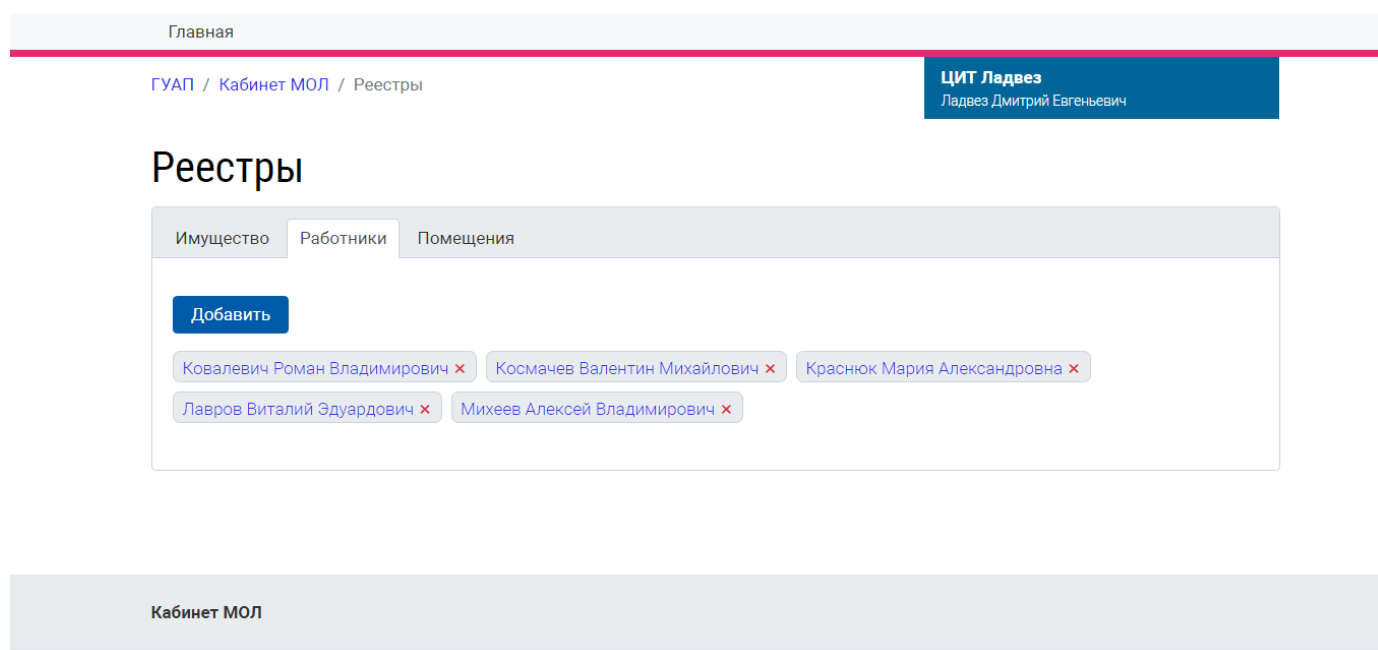 Главная
ГУАП / Кабинет МОЛ / Реестры
ЦИТ Ладвез
Ладвез Дмитрий Евгеньевич
Реестры
Имущество Работники Помещения
Добавить
Ковалевич Роман Владимирович × Космачев Валентин Михайлович × Краснюк Мария Александровна ×
Лавров Виталий Эдуардович × Михеев Алексей Владимирович ×
Кабинет МОЛ